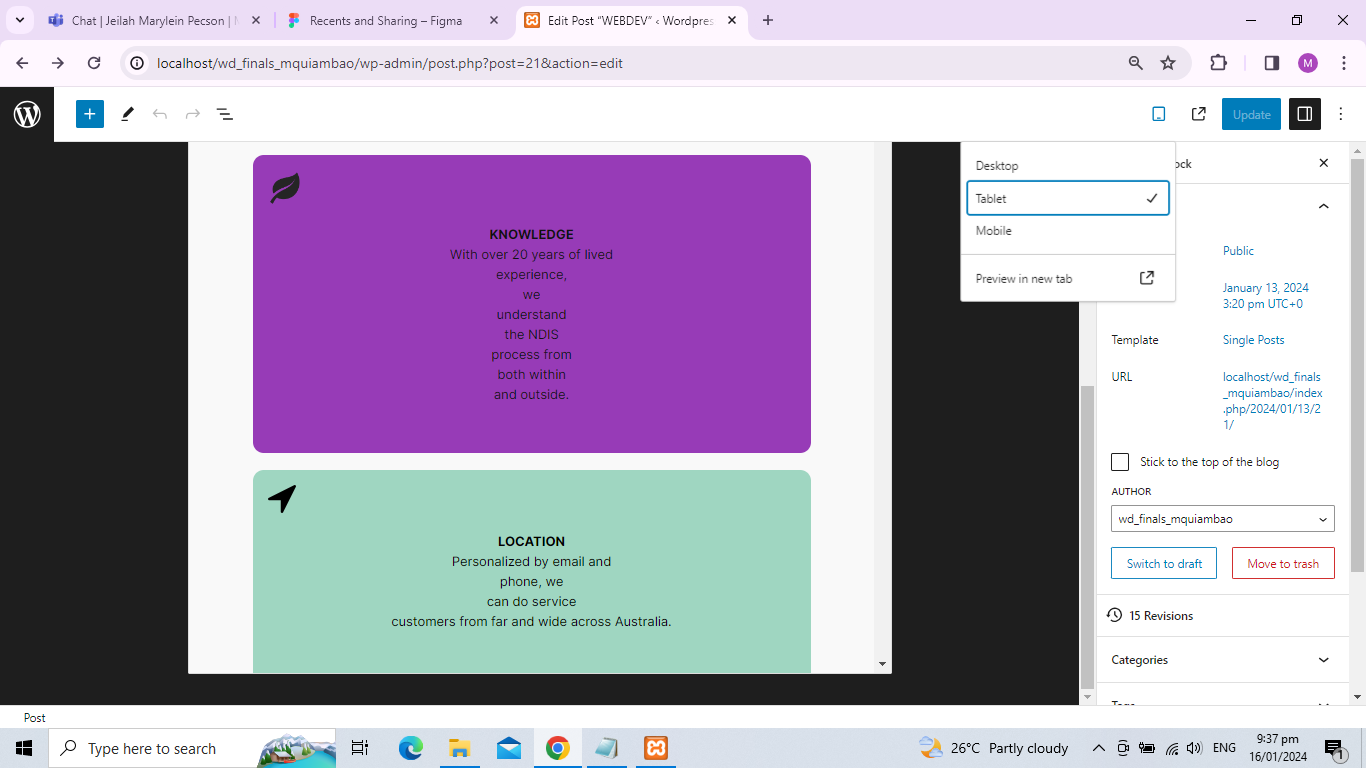 Chat | Jeilah Marylein Pecson |
Recents and Sharing – Figma
Edit Post “WEBDEV” ‹ Wordpres
localhost/wd_finals_mquiambao/wp-admin/post.php?post=21&action=edit
M
Update
Desktop
Tablet
Mobile
Preview in new tab
ock
KNOWLEDGE
With over 20 years of lived
experience,
we
understand
the NDIS
process from
both within
and outside.
LOCATION
Personalized by email and
phone, we
can do service
customers from far and wide across Australia.
Public
January 13, 2024
3:20 pm UTC+0
Template
Single Posts
URL
localhost/wd_finals
_mquiambao/index
.php/2024/01/13/2
1/
Stick to the top of the blog
AUTHOR
wd_finals_mquiambao
Switch to draft
Move to trash
15 Revisions
Categories
Tags
Post
Type here to search
26°C Partly cloudy
ENG
9:37 pm
16/01/2024
1